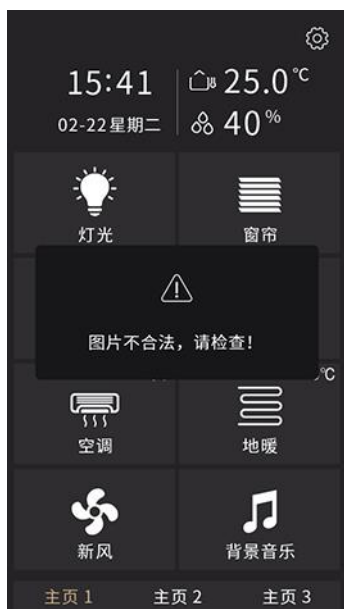 15:41
25.0℃
02-22星期二
40%
灯光
窗帘
图片不合法，请检查！
℃
空调
地暖
新风
背景音乐
主页1
主页2
主页3